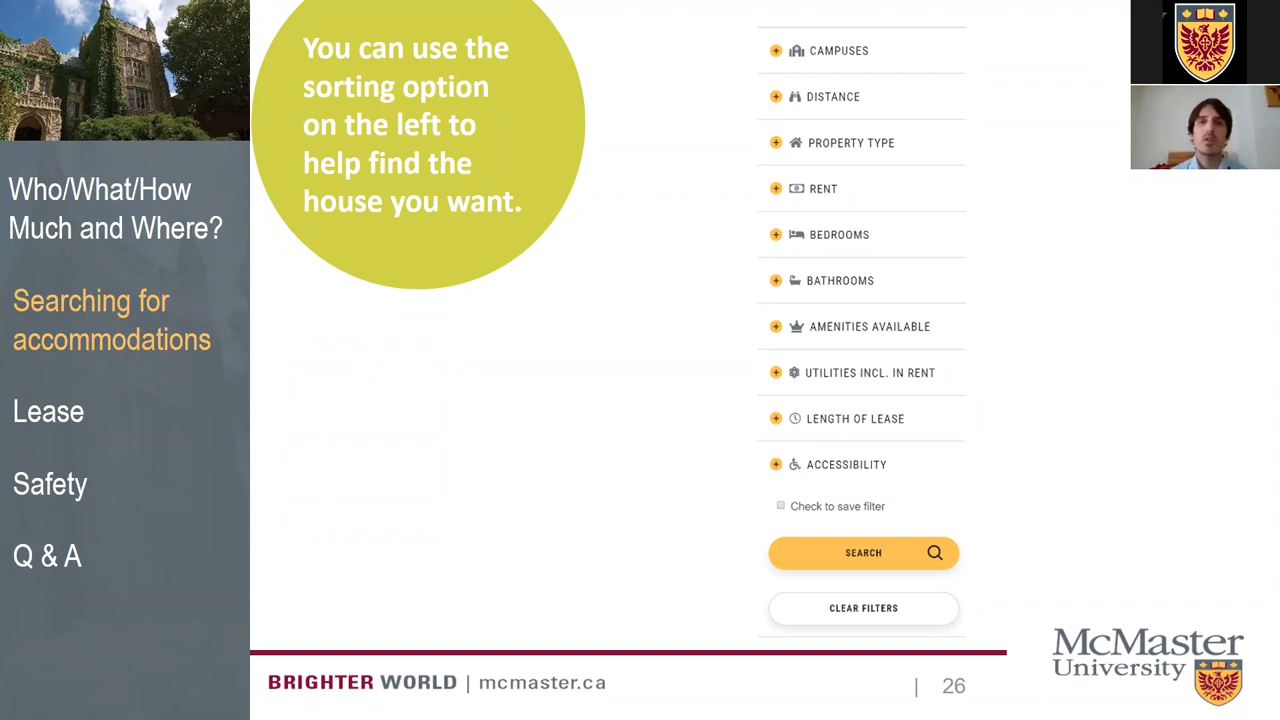 You can use the
sorting option
on the left to
help find the
house you want.
Who/What/How
Much and Where?
Searching for
accommodations
Lease
Safety
Q & A
CAMPUSES
DISTANCE
PROPERTY TYPE
RENT
BEDROOMS
BATHROOMS
AMENITIES AVAILABLE
UTILITIES INCL. IN RENT
LENGTH OF LEASE
ACCESSIBILITY
Check to save filter
SEARCH
CLEAR FILTERS
BRIGHTER WORLD | mcmaster.ca
| 26
McMaster
University